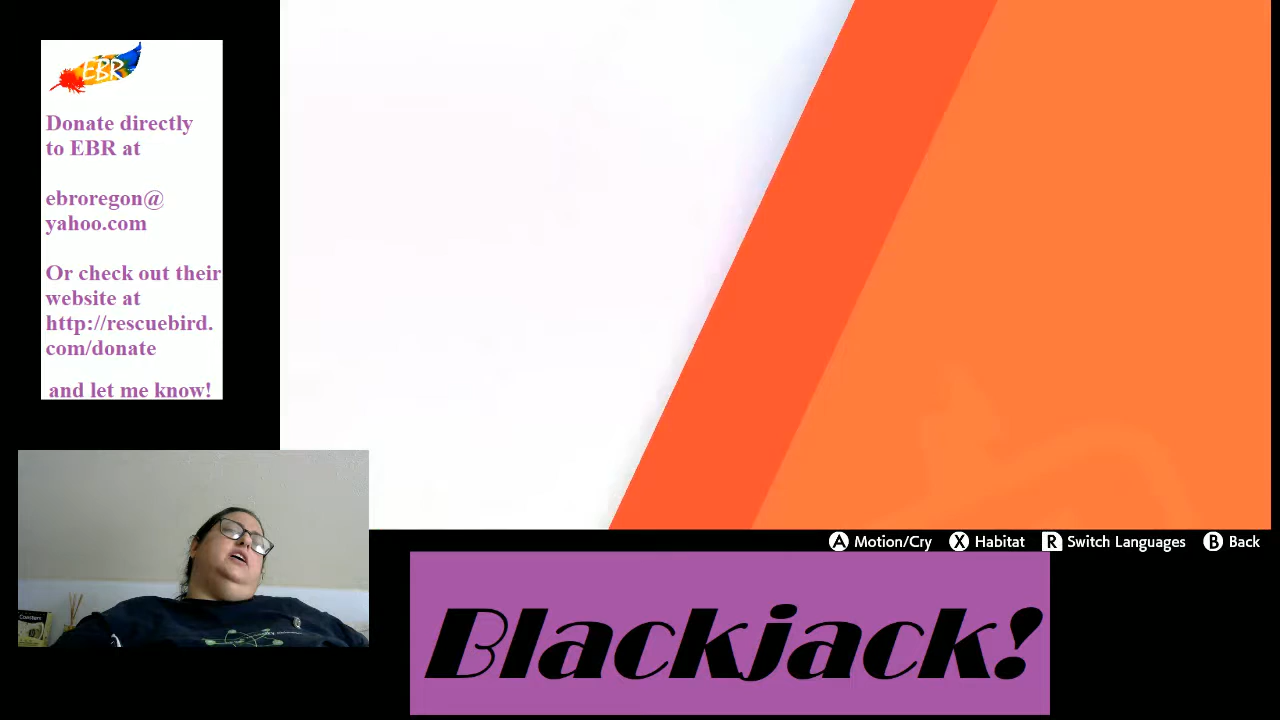 EBR
Donate directly
to EBR at
ebroregon@
yahoo.com
Or check out their
website at
http://rescuebird.
com/donate
and let me know!
A Motion/Cry X Habitat R Switch Languages B Back
Blackjack!